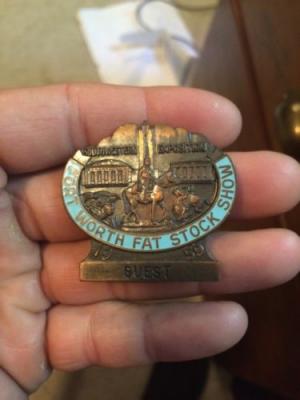 SOUTHWESTERN EXPOSITION
FORT WORTH FAT STOCK SHOW
GUEST